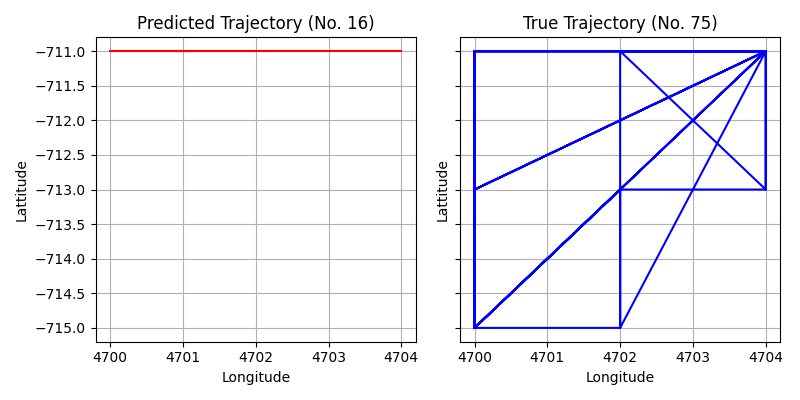 Predicted Trajectory (No. 16)
−711.0
−711.5
−712.0
−712.5
−713.0
−713.5
−714.0
−714.5
−715.0
Lattitude
4700 4701 4702 4703 4704
Longitude
True Trajectory (No. 75)
Lattitude
4700 4701 4702 4703 4704
Longitude